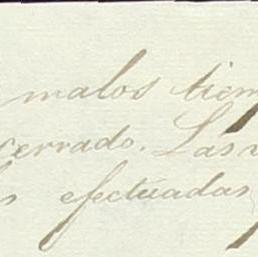 malos tiem
cerrado. Las
s efectuadas